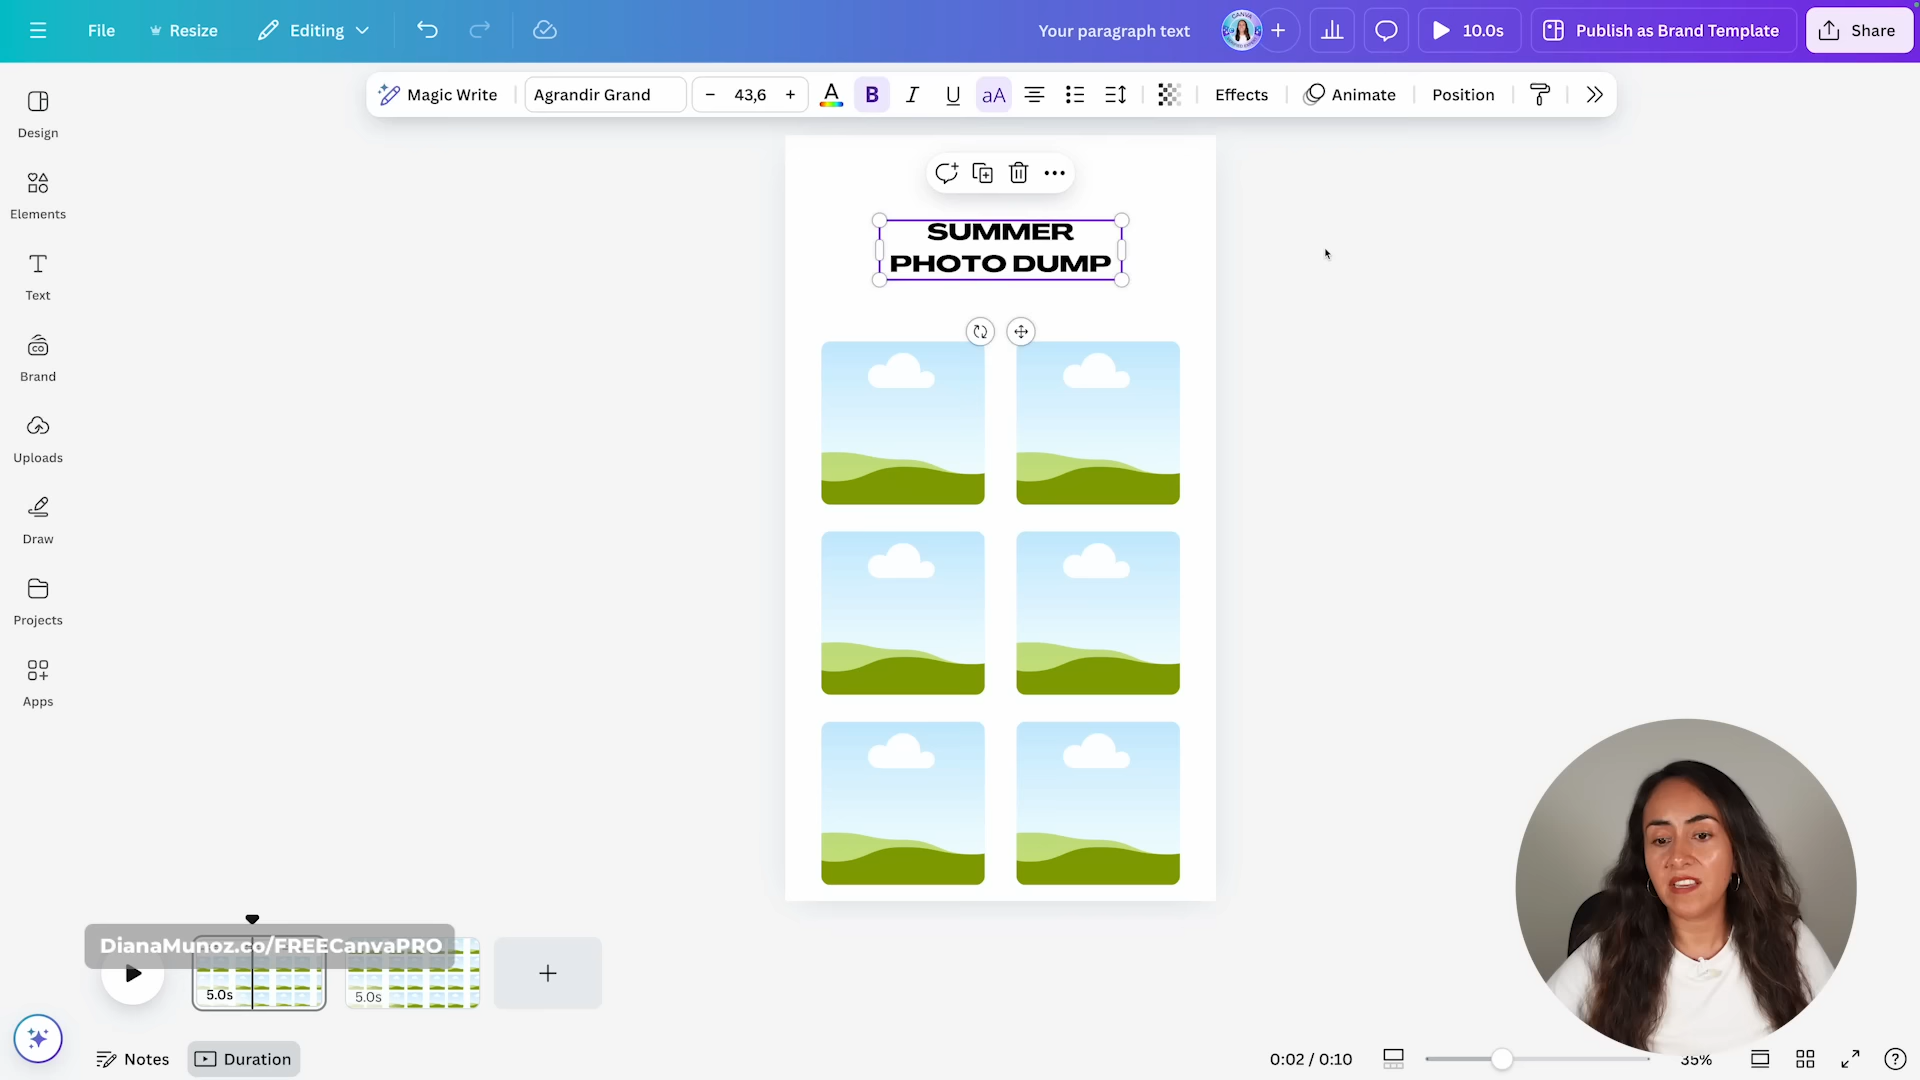 File
Resize
Editing
Your paragraph text
10.0s
Publish as Brand Template
Share
Magic Write
Agrandir Grand
− 43,6 +
A
B
I
U
aA
Effects
Animate
Position
Design
Elements
Text
Brand
Uploads
Draw
Projects
Apps
SUMMER
PHOTO DUMP
DianaMunoz.co/FREECanvaPRO
5.0s
5.0s
Notes
Duration
0:02 / 0:10
35%